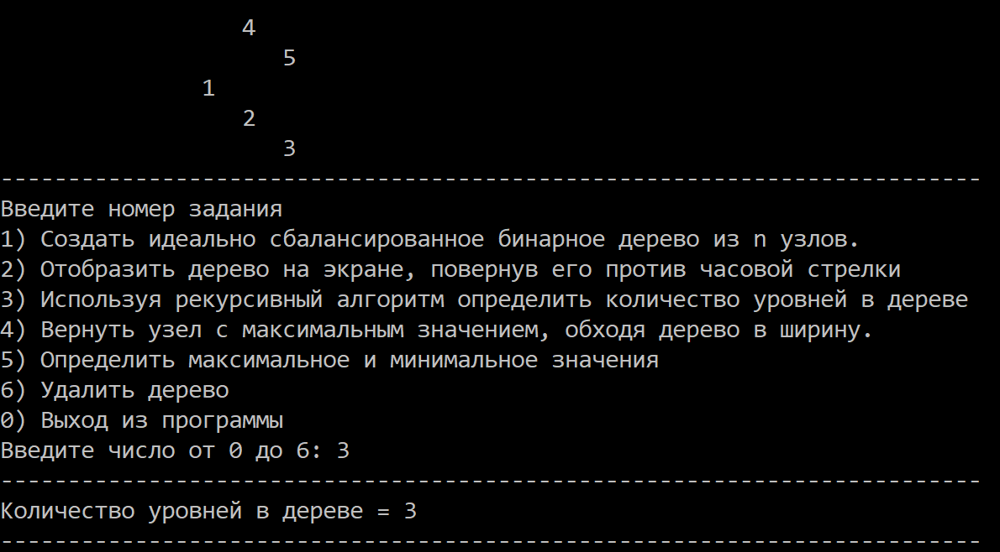 4
5
1
2
3
-------------------------------------------------------------------------
Введите номер задания
1) Создать идеально сбалансированное бинарное дерево из n узлов.
2) Отобразить дерево на экране, повернув его против часовой стрелки
3) Используя рекурсивный алгоритм определить количество уровней в дереве
4) Вернуть узел с максимальным значением, обходя дерево в ширину.
5) Определить максимальное и минимальное значения
6) Удалить дерево
0) Выход из программы
Введите число от 0 до 6: 3
-------------------------------------------------------------------------
Количество уровней в дереве = 3
-------------------------------------------------------------------------